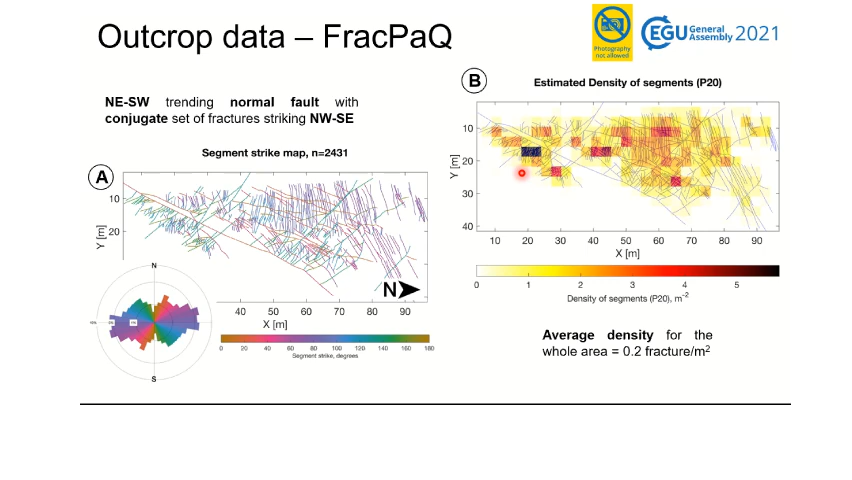 Outcrop data – FracPaQ
Photography
not allowed
EGU General
Assembly 2021
NE-SW trending normal fault with
conjugate set of fractures striking NW-SE
Segment strike map, n=2431
A
10
20
Y [m]
N
40 50 60 70 80 90
X [m]
N
S
0 20 40 60 80 100 120 140 160 180
Segment strike, degrees
B
Estimated Density of segments (P20)
10
20
30
40
Y [m]
10 20 30 40 50 60 70 80 90
X [m]
0 1 2 3 4 5
Density of segments (P20), m⁻²
Average density for the
whole area = 0.2 fracture/m²